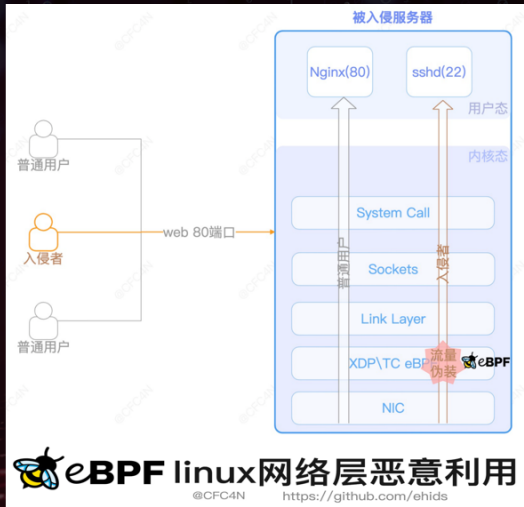 被入侵服务器
Nginx(80)
sshd(22)
用户态
内核态
普通用户
web 80端口
入侵者
普通用户
System Call
Sockets
Link Layer
XDP\TC eBPF
NIC
普通用户
入侵者
流量
伪装
eBPF
eBPF linux网络层恶意利用
@CFC4N https://github.com/ehids